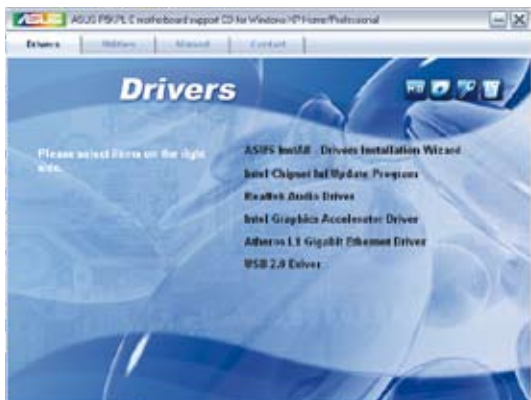 ASUS P5KPL-C motherboard support CD for Windows XP Home/Professional
Drivers Utilities Manual Contact
Drivers
Please select items on the right side.
ASUS InstAll - Drivers Installation Wizard
Intel Chipset Inf Update Program
Realtek Audio Driver
Intel Graphics Accelerator Driver
Atheros L1 Gigabit Ethernet Driver
USB 2.0 Driver